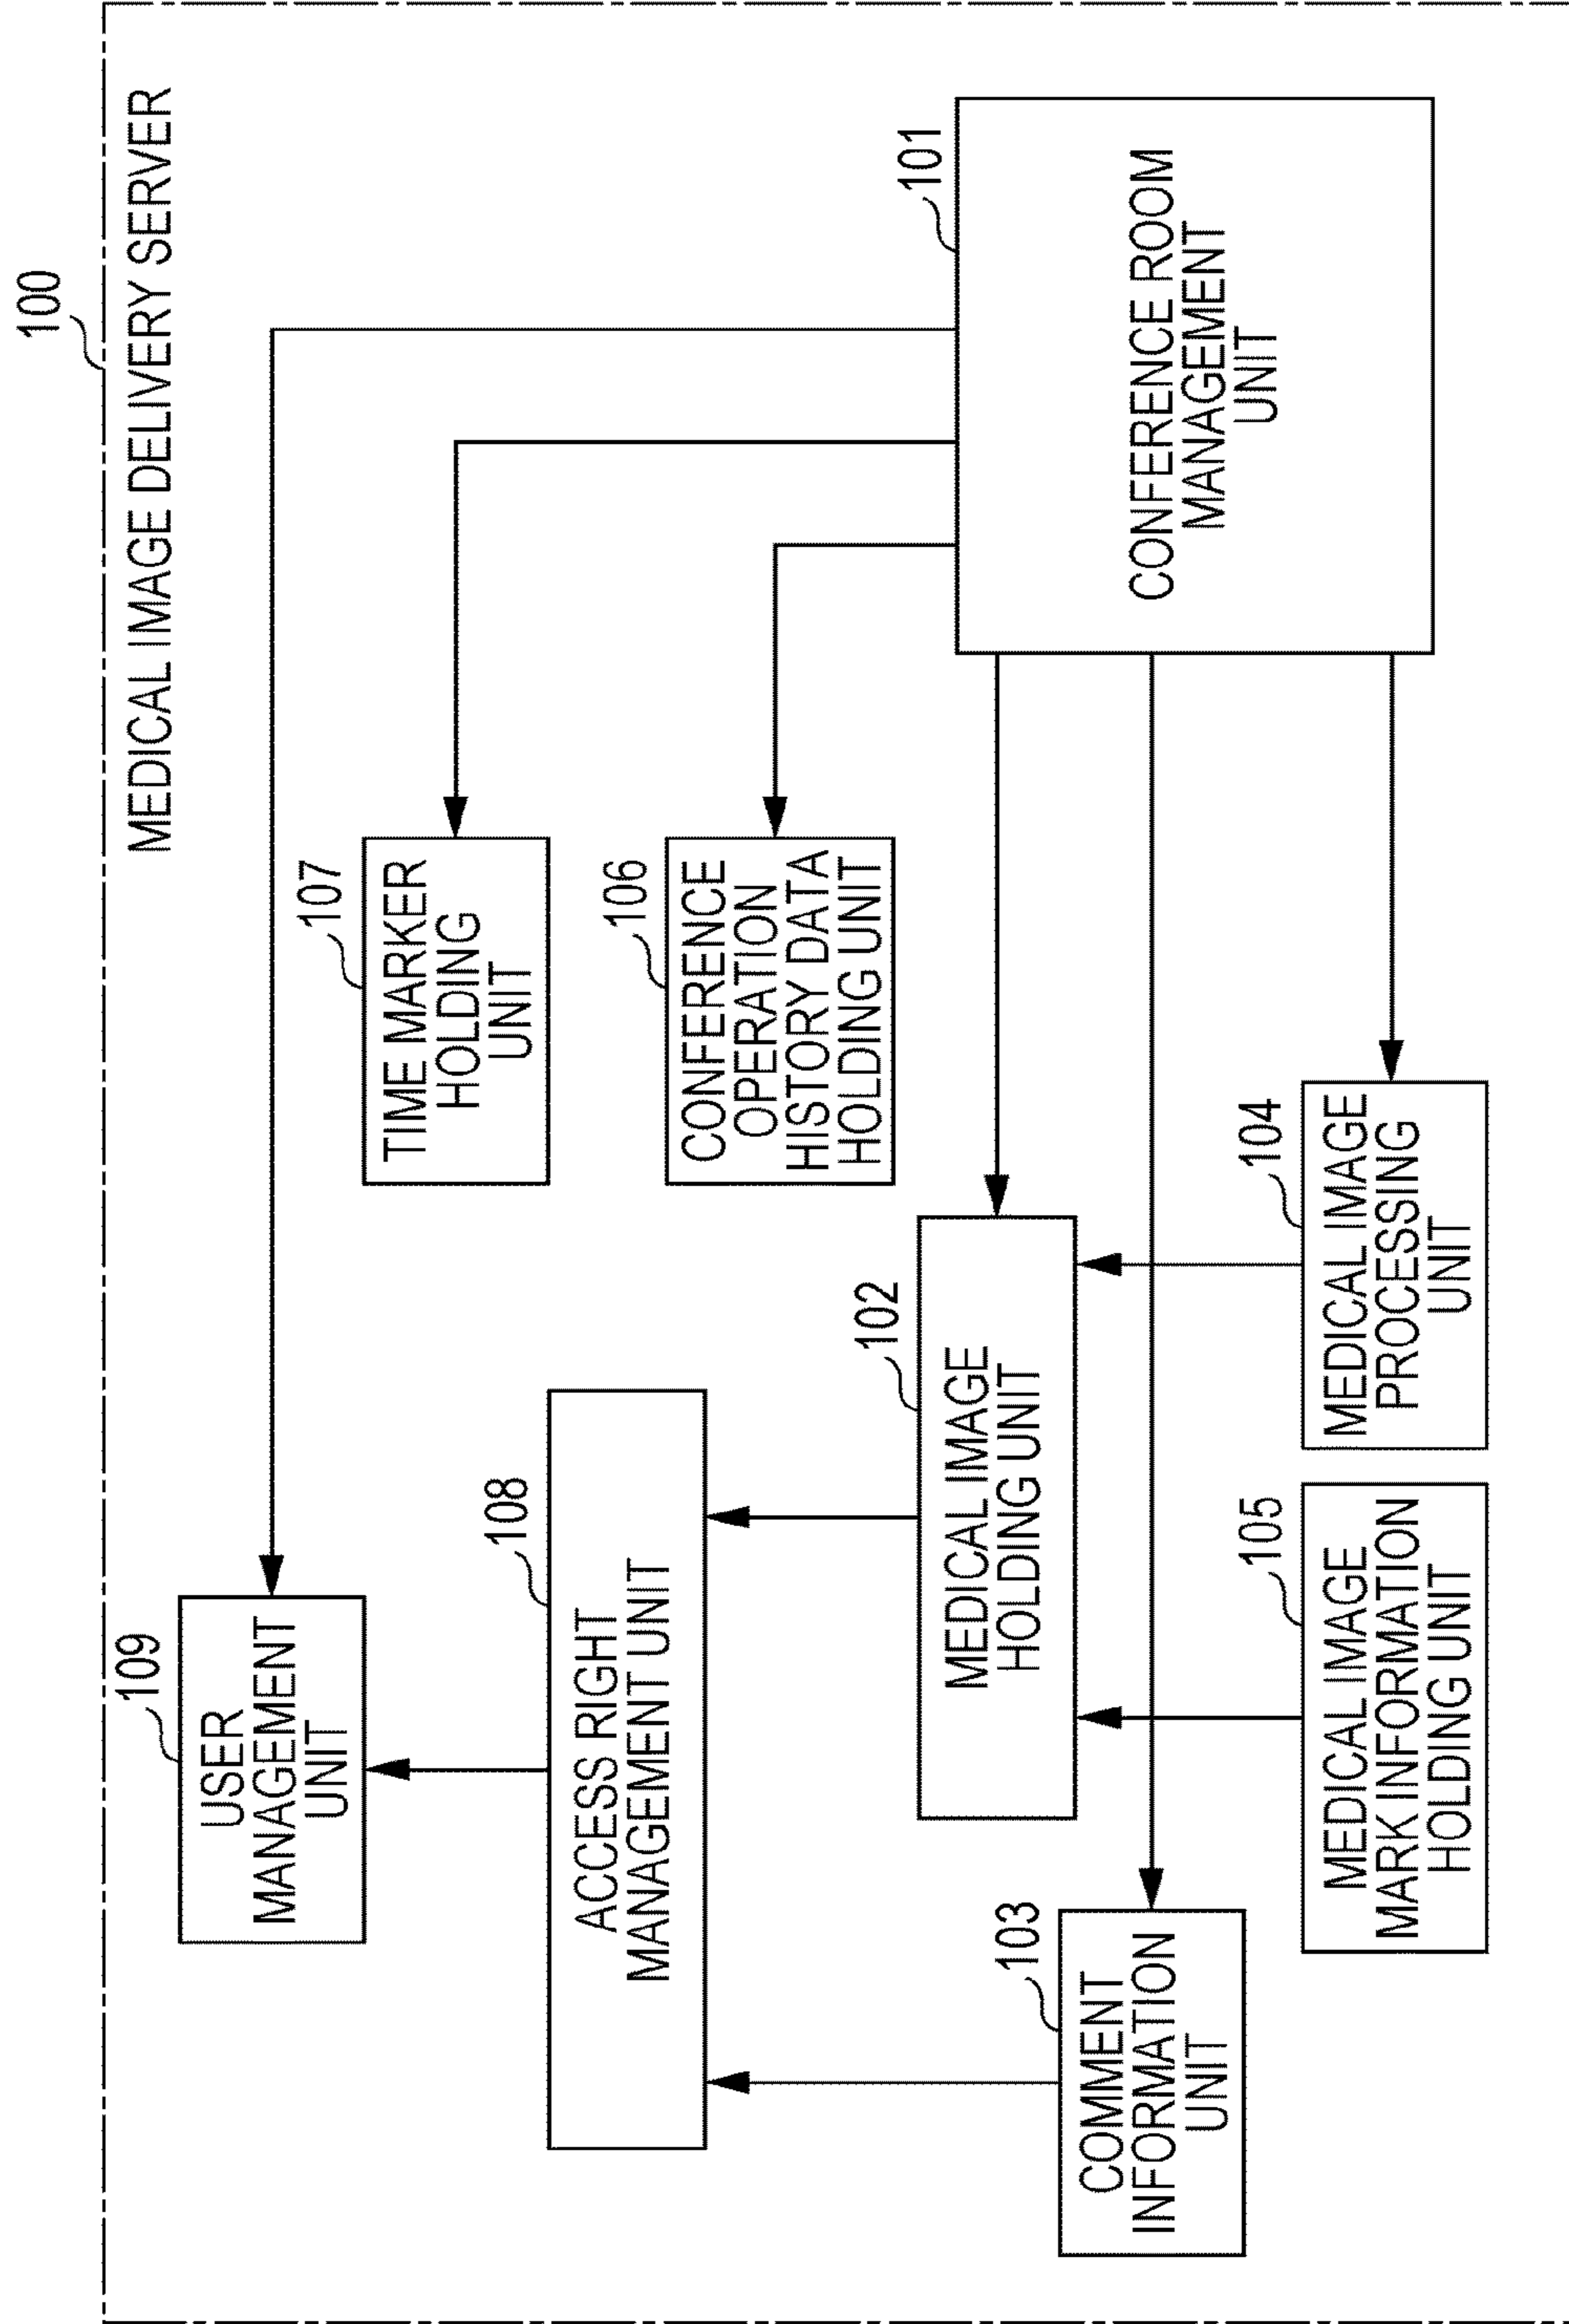 100
MEDICAL IMAGE DELIVERY SERVER
109
USER
MANAGEMENT
UNIT
107
TIME MARKER
HOLDING
UNIT
108
ACCESS RIGHT
MANAGEMENT UNIT
106
CONFERENCE
OPERATION
HISTORY DATA
HOLDING UNIT
101
CONFERENCE ROOM
MANAGEMENT
UNIT
102
MEDICAL IMAGE
HOLDING UNIT
103
COMMENT
INFORMATION
UNIT
105
MEDICAL IMAGE
MARK INFORMATION
HOLDING UNIT
104
MEDICAL IMAGE
PROCESSING
UNIT